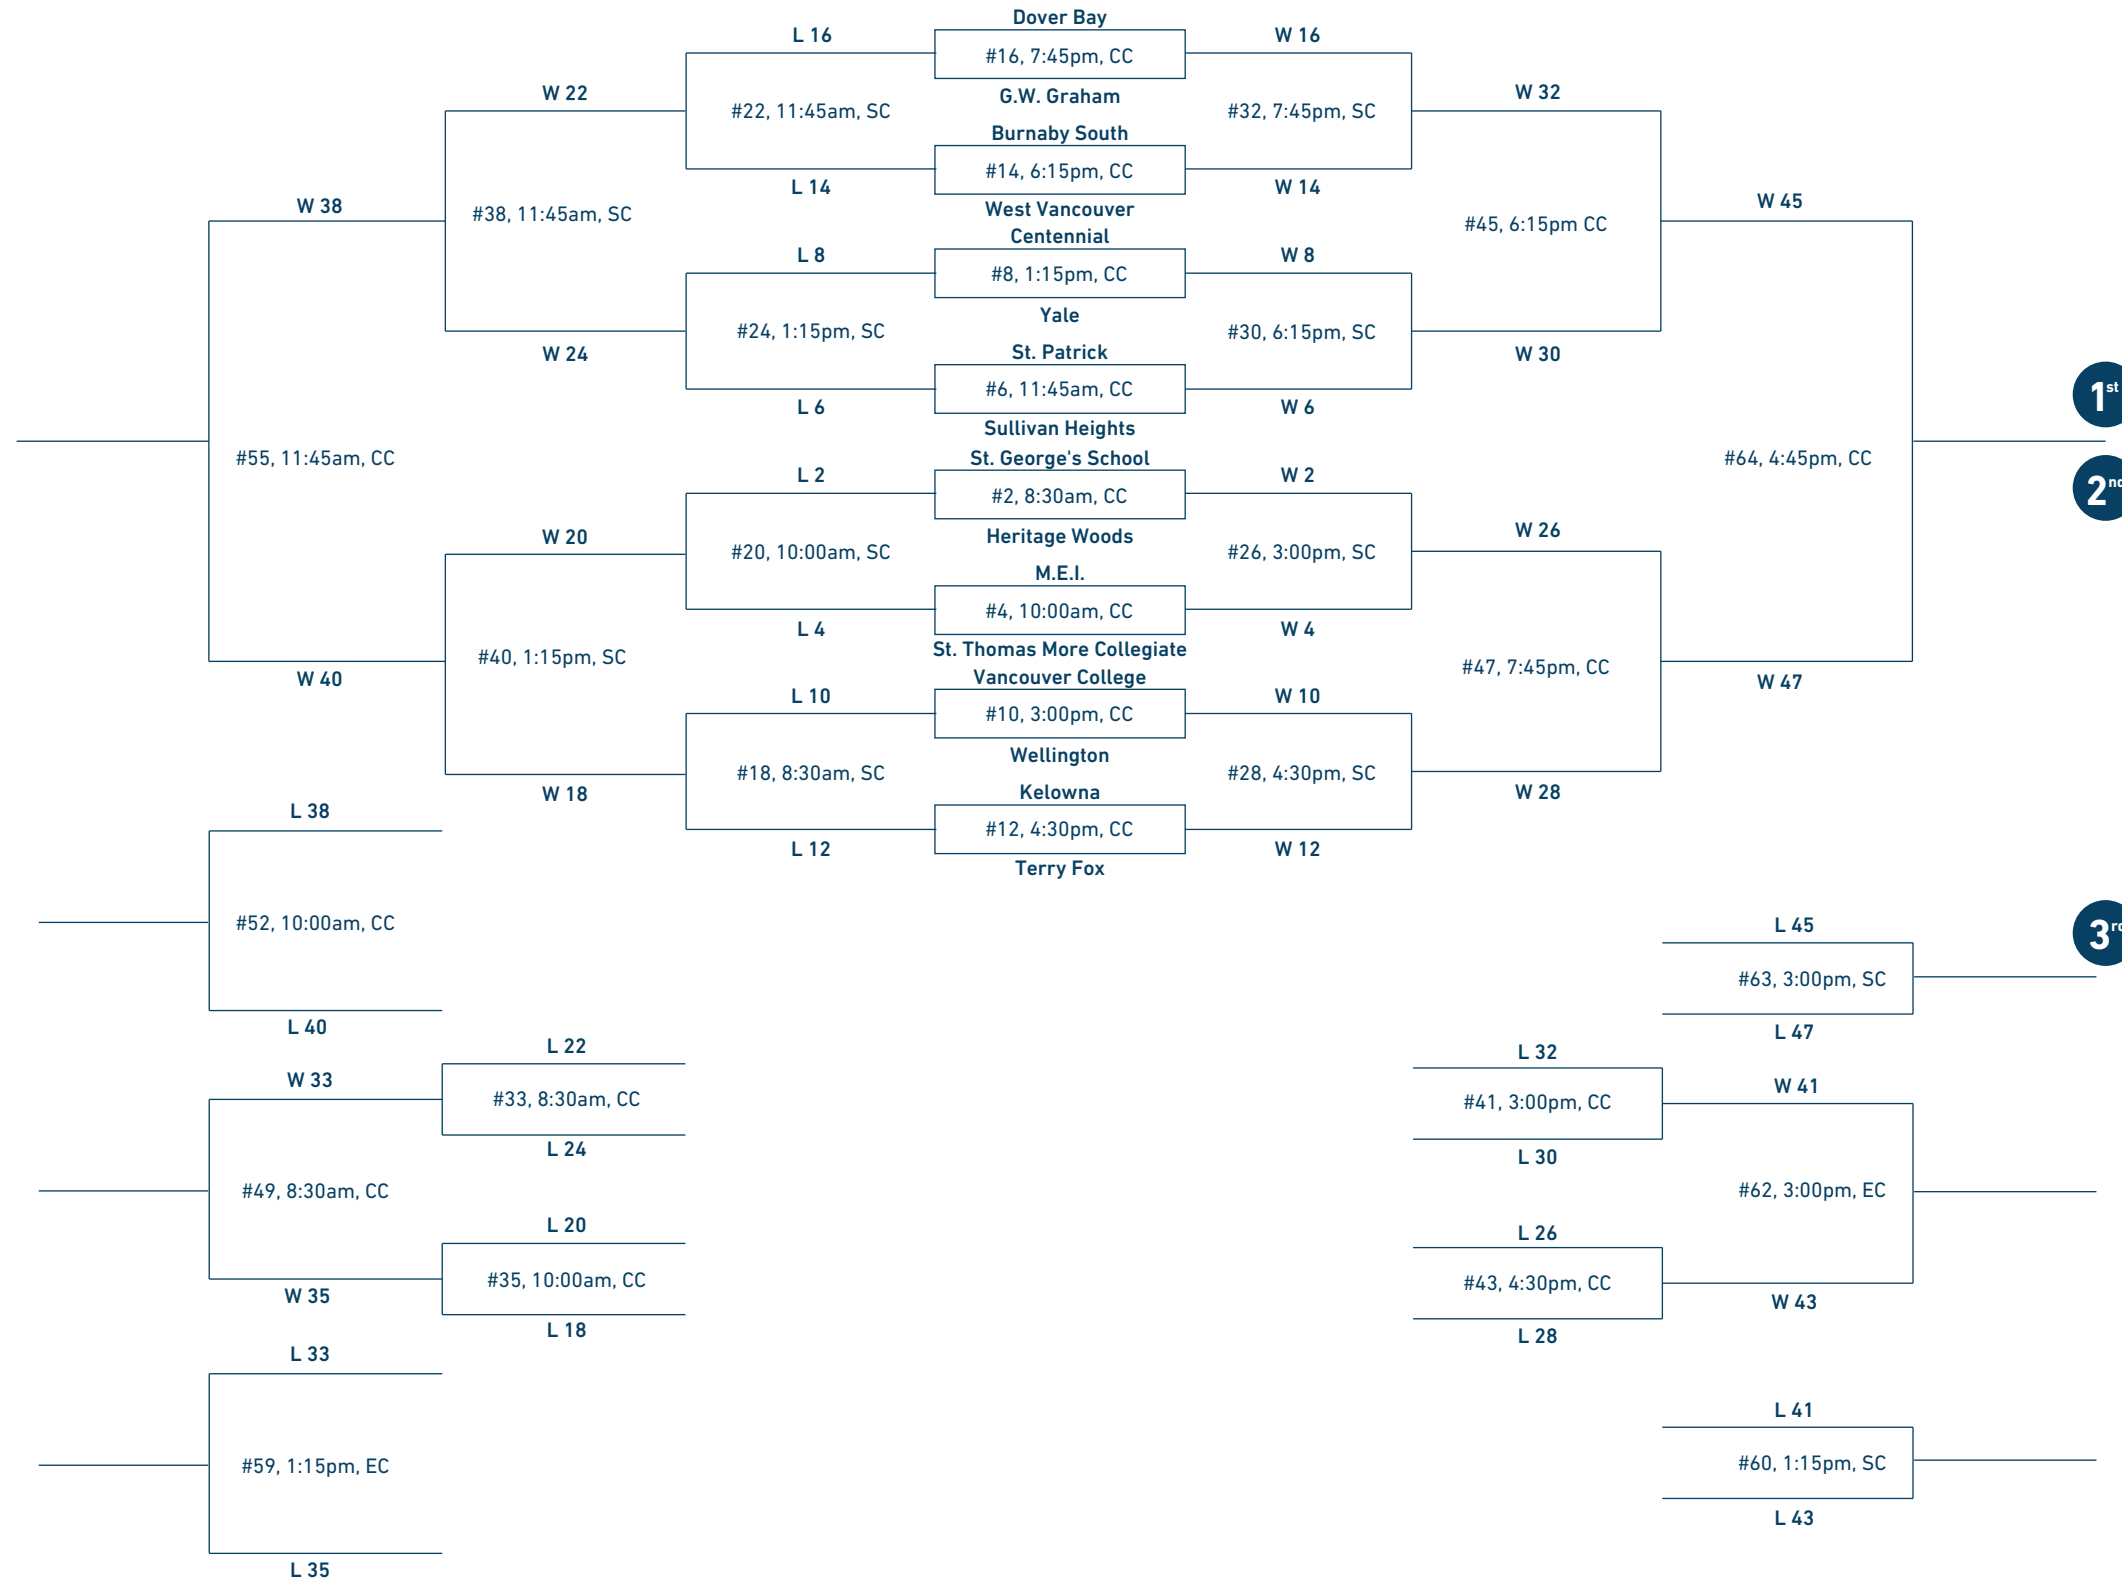 Dover Bay
L 16
#16, 7:45pm, CC
W 16
W 22
G.W. Graham
W 32
#22, 11:45am, SC
#32, 7:45pm, SC
Burnaby South
#14, 6:15pm, CC
L 14
W 14
W 38
#38, 11:45am, SC
West Vancouver
#45, 6:15pm CC
W 45
Centennial
L 8
#8, 1:15pm, CC
W 8
Yale
#24, 1:15pm, SC
#30, 6:15pm, SC
W 24
St. Patrick
W 30
#6, 11:45am, CC
1st
L 6
W 6
Sullivan Heights
#55, 11:45am, CC
St. George's School
#64, 4:45pm, CC
L 2
#2, 8:30am, CC
W 2
2nd
W 20
Heritage Woods
W 26
#20, 10:00am, SC
#26, 3:00pm, SC
M.E.I.
#4, 10:00am, CC
L 4
W 4
St. Thomas More Collegiate
#40, 1:15pm, SC
#47, 7:45pm, CC
W 40
Vancouver College
W 47
L 10
#10, 3:00pm, CC
W 10
Wellington
#18, 8:30am, SC
#28, 4:30pm, SC
W 18
Kelowna
W 28
L 38
#12, 4:30pm, CC
L 12
W 12
Terry Fox
#52, 10:00am, CC
L 45
3rd
#63, 3:00pm, SC
L 40
L 47
L 22
L 32
W 33
#33, 8:30am, CC
#41, 3:00pm, CC
W 41
L 24
L 30
#49, 8:30am, CC
#62, 3:00pm, EC
L 20
L 26
#35, 10:00am, CC
#43, 4:30pm, CC
W 35
W 43
L 18
L 28
L 33
L 41
#59, 1:15pm, EC
#60, 1:15pm, SC
L 43
L 35